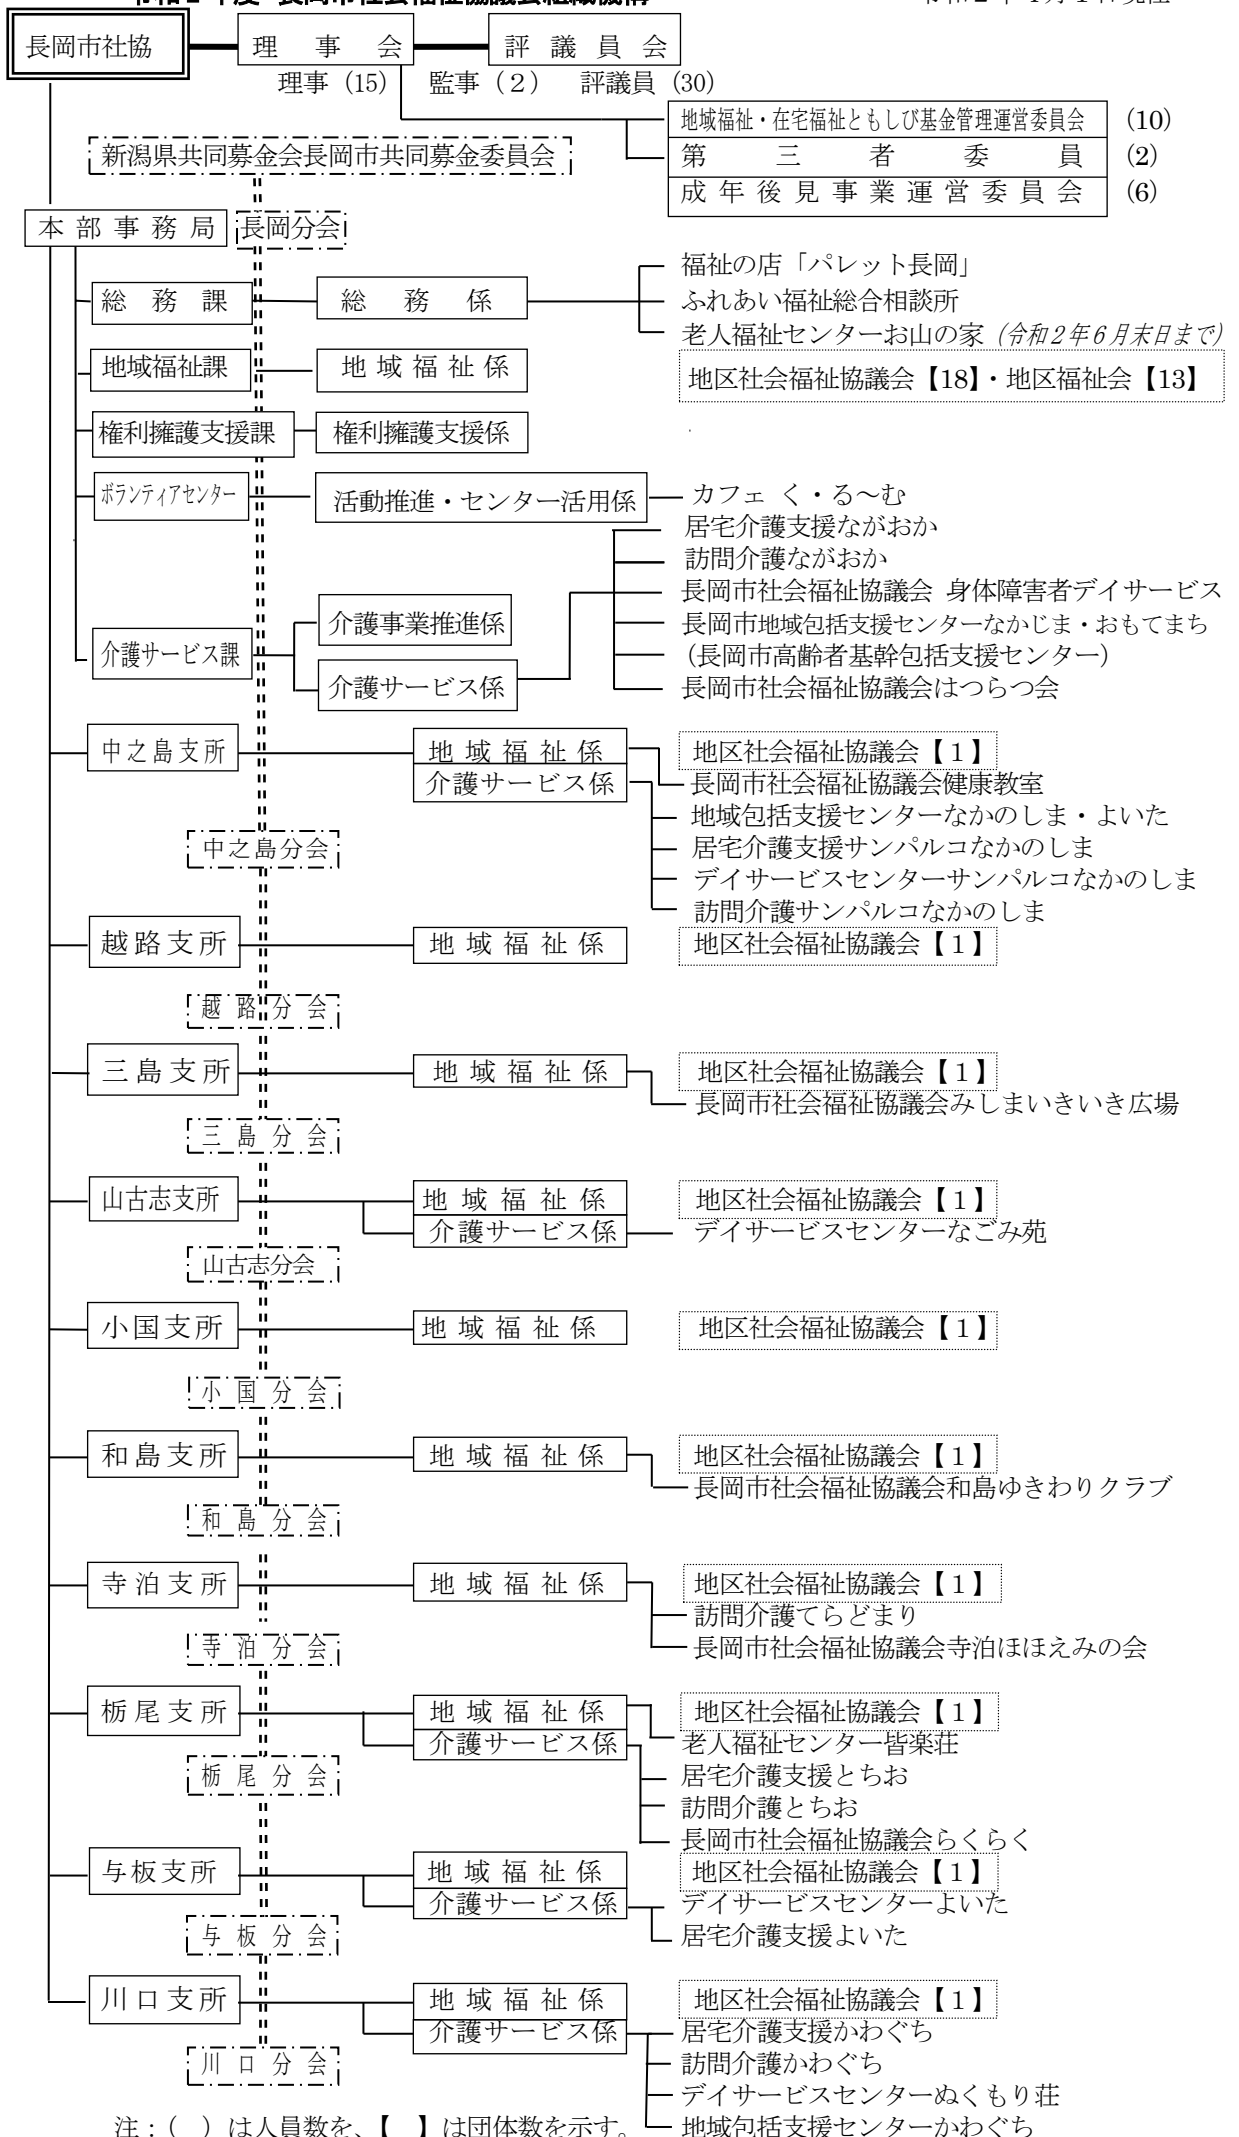 令和２年度 長岡市社会福祉協議会組織機構
令和２年４月１日現在
長岡市社協 理事会 評議員会
理事 (15) 監事 (２) 評議員 (30)
地域福祉・在宅福祉ともしび基金管理運営委員会 (10)
新潟県共同募金会長岡市共同募金委員会
第三者委員 (2)
成年後見事業運営委員会 (6)
本部事務局 長岡分会
福祉の店「パレット長岡」
総務課 総務係 ふれあい福祉総合相談所
老人福祉センターお山の家 (令和２年６月末日まで)
地域福祉課 地域福祉係 地区社会福祉協議会【18】・地区福祉会【13】
権利擁護支援課 権利擁護支援係
ボランティアセンター 活動推進・センター活用係 カフェ く・る～む
居宅介護支援ながおか
訪問介護ながおか
長岡市社会福祉協議会 身体障害者デイサービス
介護事業推進係 長岡市地域包括支援センターなかじま・おもてまち
介護サービス課 (長岡市高齢者基幹包括支援センター)
介護サービス係 長岡市社会福祉協議会はつらつ会
中之島支所 地域福祉係 地区社会福祉協議会【１】
介護サービス係 長岡市社会福祉協議会健康教室
地域包括支援センターなかのしま・よいた
中之島分会 居宅介護支援サンパルコなかのしま
デイサービスセンターサンパルコなかのしま
訪問介護サンパルコなかのしま
越路支所 地域福祉係 地区社会福祉協議会【１】
越路分会
三島支所 地域福祉係 地区社会福祉協議会【１】
長岡市社会福祉協議会みしまいきいき広場
三島分会
山古志支所 地域福祉係 地区社会福祉協議会【１】
介護サービス係 デイサービスセンターなごみ苑
山古志分会
小国支所 地域福祉係 地区社会福祉協議会【１】
小国分会
和島支所 地域福祉係 地区社会福祉協議会【１】
長岡市社会福祉協議会和島ゆきわりクラブ
和島分会
寺泊支所 地域福祉係 地区社会福祉協議会【１】
訪問介護てらどまり
寺泊分会 長岡市社会福祉協議会寺泊ほほえみの会
栃尾支所 地域福祉係 地区社会福祉協議会【１】
介護サービス係 老人福祉センター皆楽荘
栃尾分会 居宅介護支援とちお
訪問介護とちお
長岡市社会福祉協議会らくらく
与板支所 地域福祉係 地区社会福祉協議会【１】
介護サービス係 デイサービスセンターよいた
与板分会 居宅介護支援よいた
川口支所 地域福祉係 地区社会福祉協議会【１】
介護サービス係 居宅介護支援かわぐち
川口分会 訪問介護かわぐち
デイサービスセンターぬくもり荘
注：( ) は人員数を、【 】は団体数を示す。 地域包括支援センターかわぐち